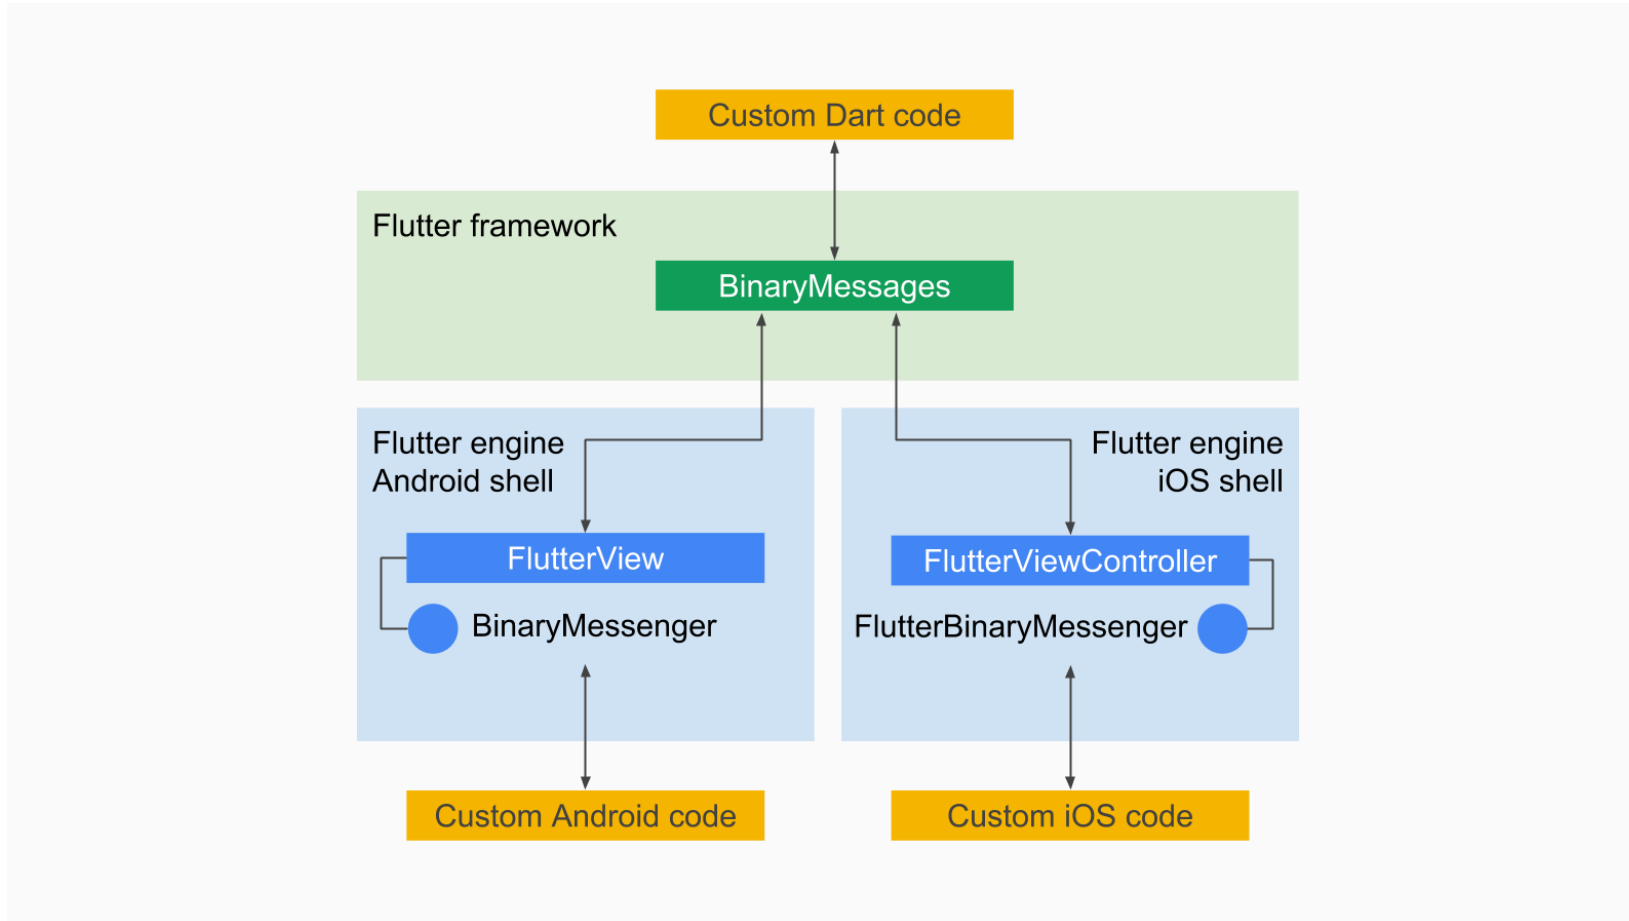 Custom Dart code
Flutter framework
BinaryMessages
Flutter engine
Android shell
FlutterView
BinaryMessenger
Flutter engine
iOS shell
FlutterViewController
FlutterBinaryMessenger
Custom Android code
Custom iOS code